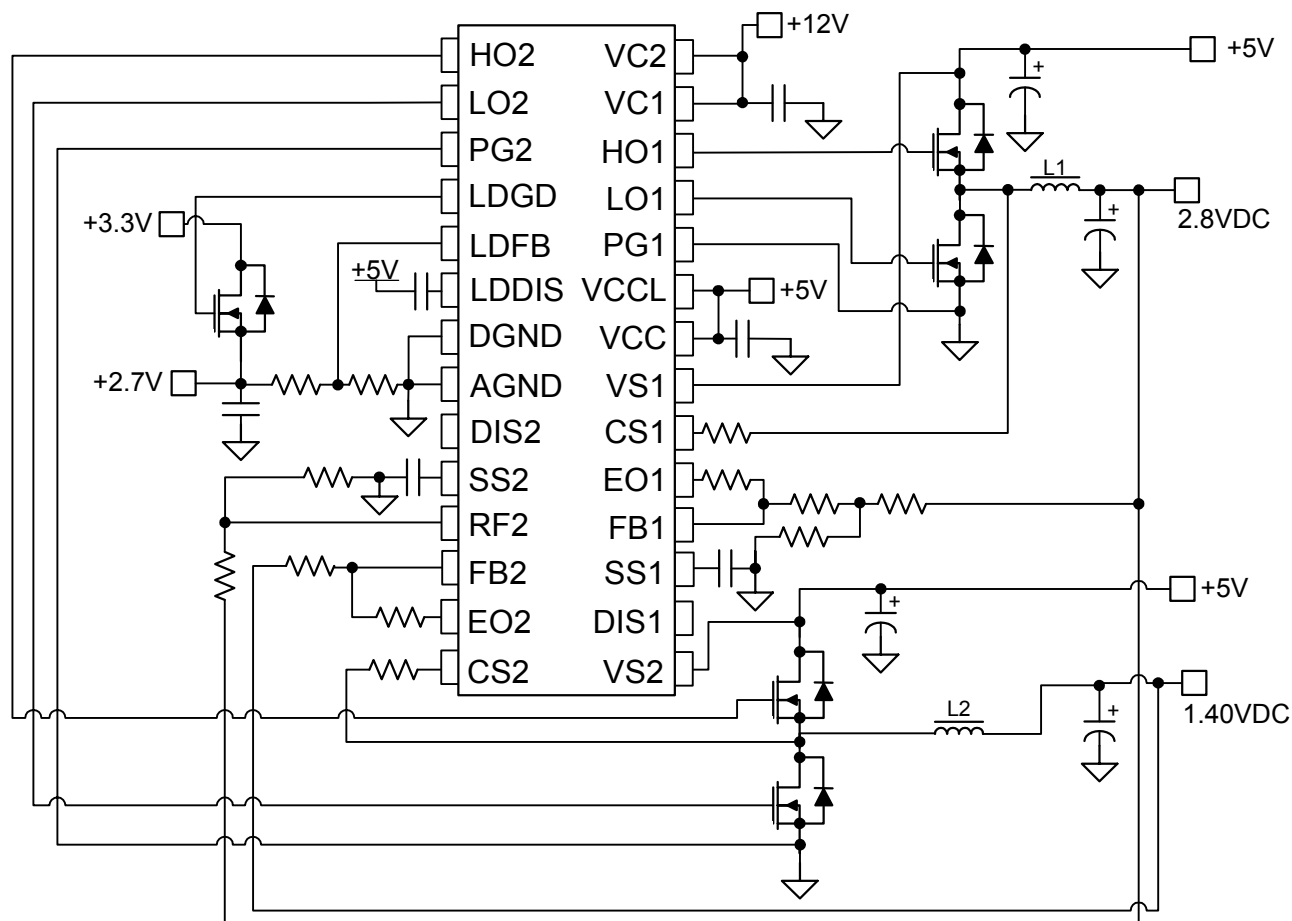 HO2
LO2
PG2
LDGD
LDFB
LDDIS
DGND
AGND
DIS2
SS2
RF2
FB2
EO2
CS2
VC2
VC1
HO1
LO1
PG1
VCCL
VCC
VS1
CS1
EO1
FB1
SS1
DIS1
VS2
+3.3V
+5V
+2.7V
+12V
+5V
L1
+
+
2.8VDC
+5V
+
+5V
L2
+
1.40VDC